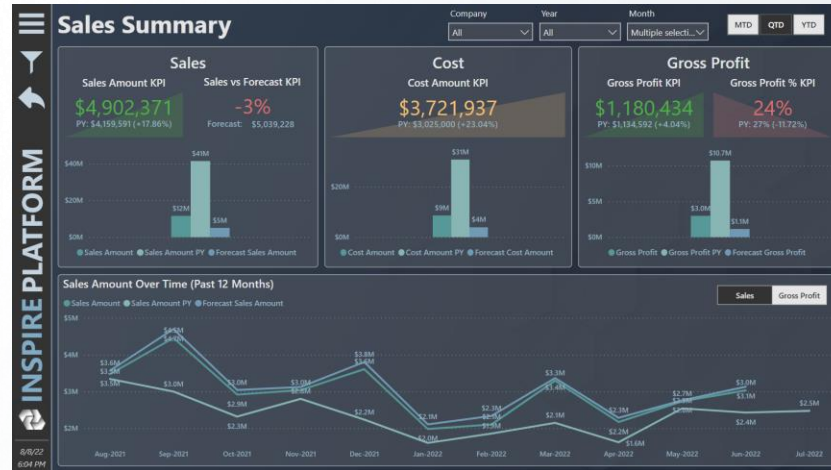 Sales Summary
Company
All
Year
All
Month
Multiple selecti...
MTD
QTD
YTD
INSPIRE PLATFORM
8/8/22
6:04 PM
Sales
Sales Amount KPI
$4,902,371
PY: $4,159,591 (+17.86%)
Sales vs Forecast KPI
-3%
Forecast: $5,039,228
$40M
$20M
$0M
$12M
$41M
$5M
Sales Amount
Sales Amount PY
Forecast Sales Amount
Cost
Cost Amount KPI
$3,721,937
PY: $3,025,000 (+23.04%)
$20M
$0M
$9M
$31M
$4M
Cost Amount
Cost Amount PY
Forecast Cost Amount
Gross Profit
Gross Profit KPI
$1,180,434
PY: $1,134,592 (+4.04%)
Gross Profit % KPI
24%
PY: 27% (-11.72%)
$10M
$5M
$0M
$3.0M
$10.7M
Gross Profit
Gross Profit PY
Forecast Gross Profit
Sales Amount Over Time (Past 12 Months)
Sales Amount
Sales Amount PY
Forecast Sales Amount
Sales
Gross Profit
$5M
$4M
$3M
$2M
$3.6M
$3.5M
$3.0M
$3.0M
$2.9M
$2.3M
$3.0M
$3.8M
$2.2M
$2.1M
$2.0M
$2.3M
$3.3M
$2.1M
$2.3M
$2.2M
$1.6M
$2.7M
$3.0M
$3.1M
$2.4M
$2.5M
Aug-2021
Sep-2021
Oct-2021
Nov-2021
Dec-2021
Jan-2022
Feb-2022
Mar-2022
Apr-2022
May-2022
Jun-2022
Jul-2022